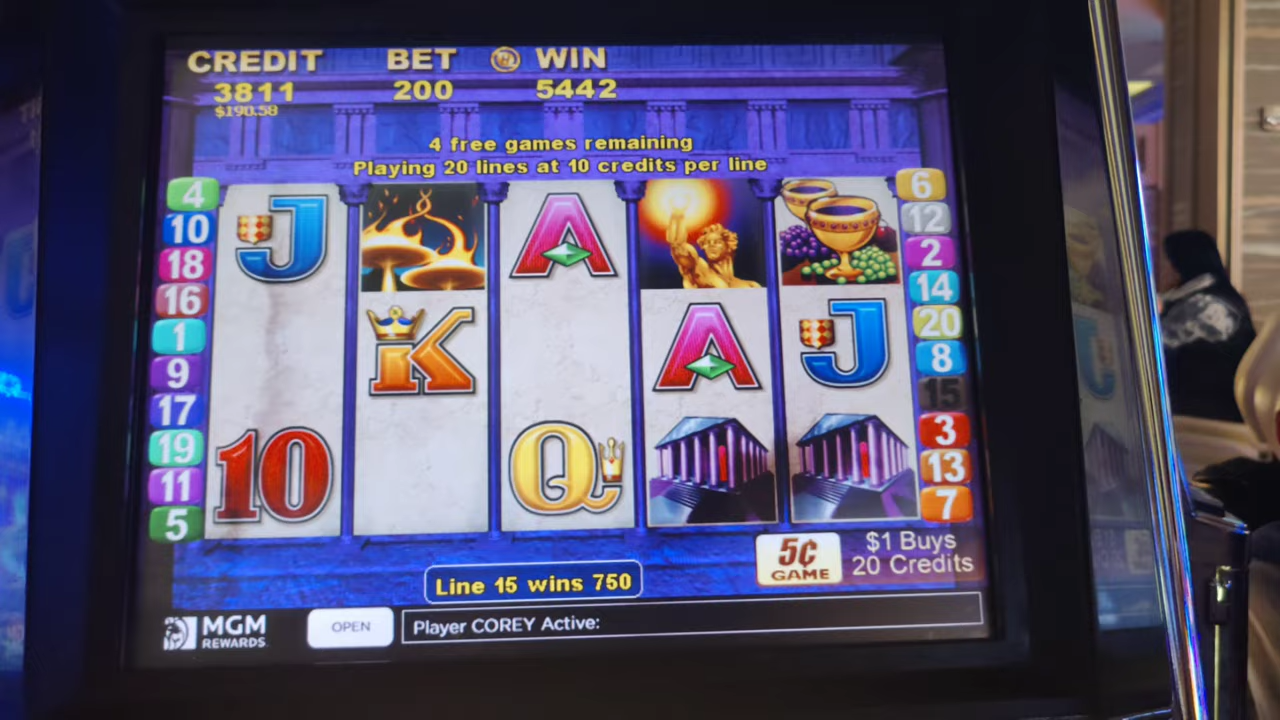 CREDIT BET WIN
3811 200 5442
$190.58
4 free games remaining
Playing 20 lines at 10 credits per line
4
10
18
16
1
9
17
19
11
5
J A
K A J
10 Q
6
12
2
14
20
8
15
3
13
7
5¢
GAME
$1 Buys
20 Credits
Line 15 wins 750
MGM
REWARDS
OPEN
Player COREY Active: